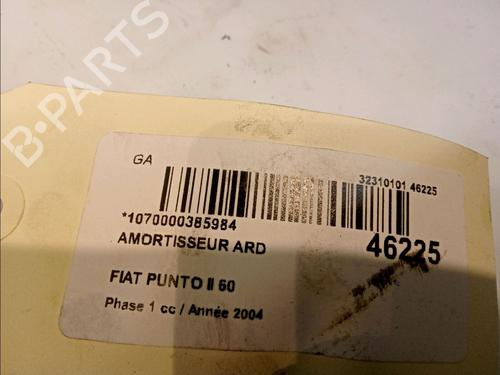 B-PARTS
GA
32310101 46225
*1070000385984
46225
AMORTISSEUR ARD
FIAT PUNTO II 60
Phase 1 cc / Année 2004